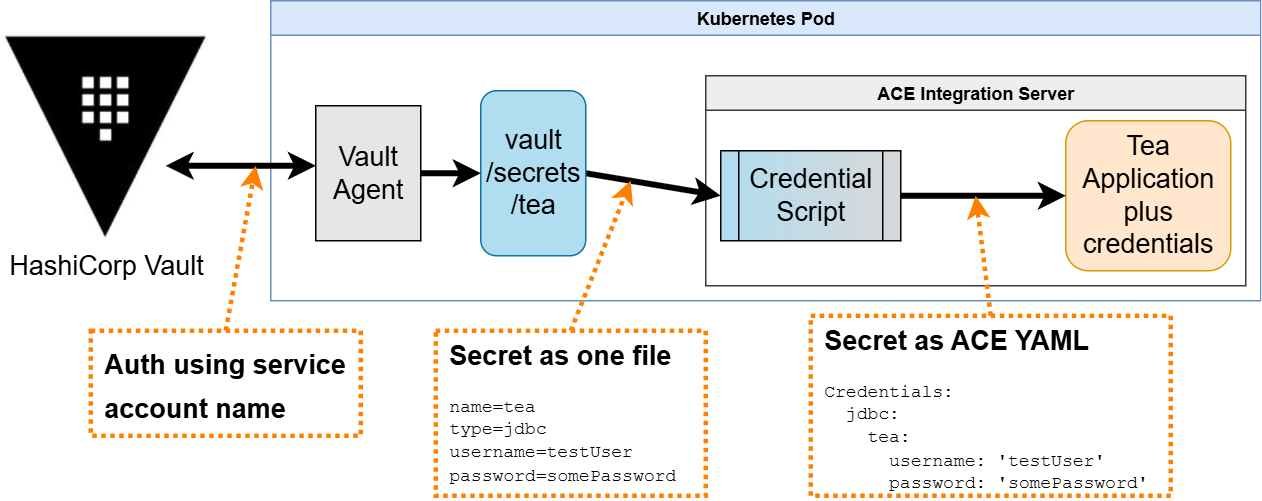 Kubernetes Pod
ACE Integration Server
HashiCorp Vault
Vault
Agent
vault
/secrets
/tea
Credential
Script
Tea
Application
plus
credentials
Auth using service
account name
Secret as one file
name=tea
type=jdbc
username=testUser
password=somePassword
Secret as ACE YAML
Credentials:
  jdbc:
    tea:
      username: 'testUser'
      password: 'somePassword'